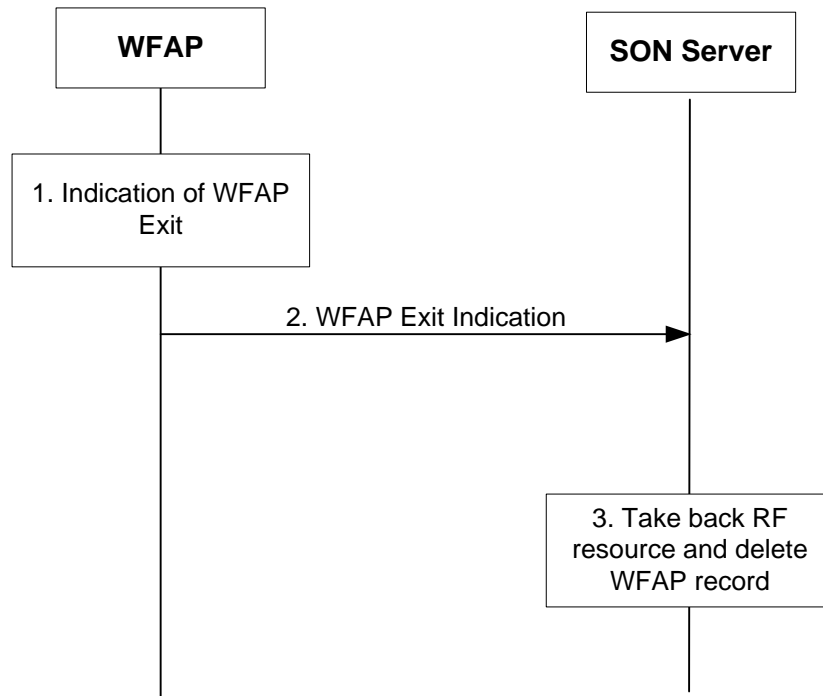 WFAP
SON Server
1. Indication of WFAP
Exit
2. WFAP Exit Indication
3. Take back RF
resource and delete
WFAP record